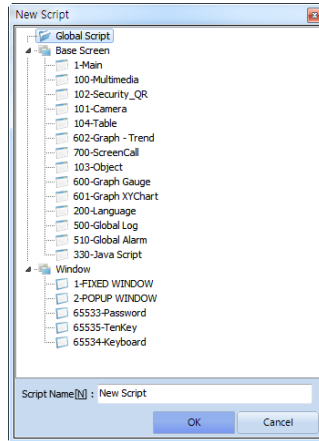 New Script
Global Script
Base Screen
1-Main
100-Multimedia
102-Security_QR
101-Camera
104-Table
602-Graph - Trend
700-ScreenCall
103-Object
600-Graph Gauge
601-Graph XYChart
200-Language
500-Global Log
510-Global Alarm
330-Java Script
Window
1-FIXED WINDOW
2-POPUP WINDOW
65533-Password
65535-TenKey
65534-Keyboard
Script Name[N] : New Script
OK Cancel